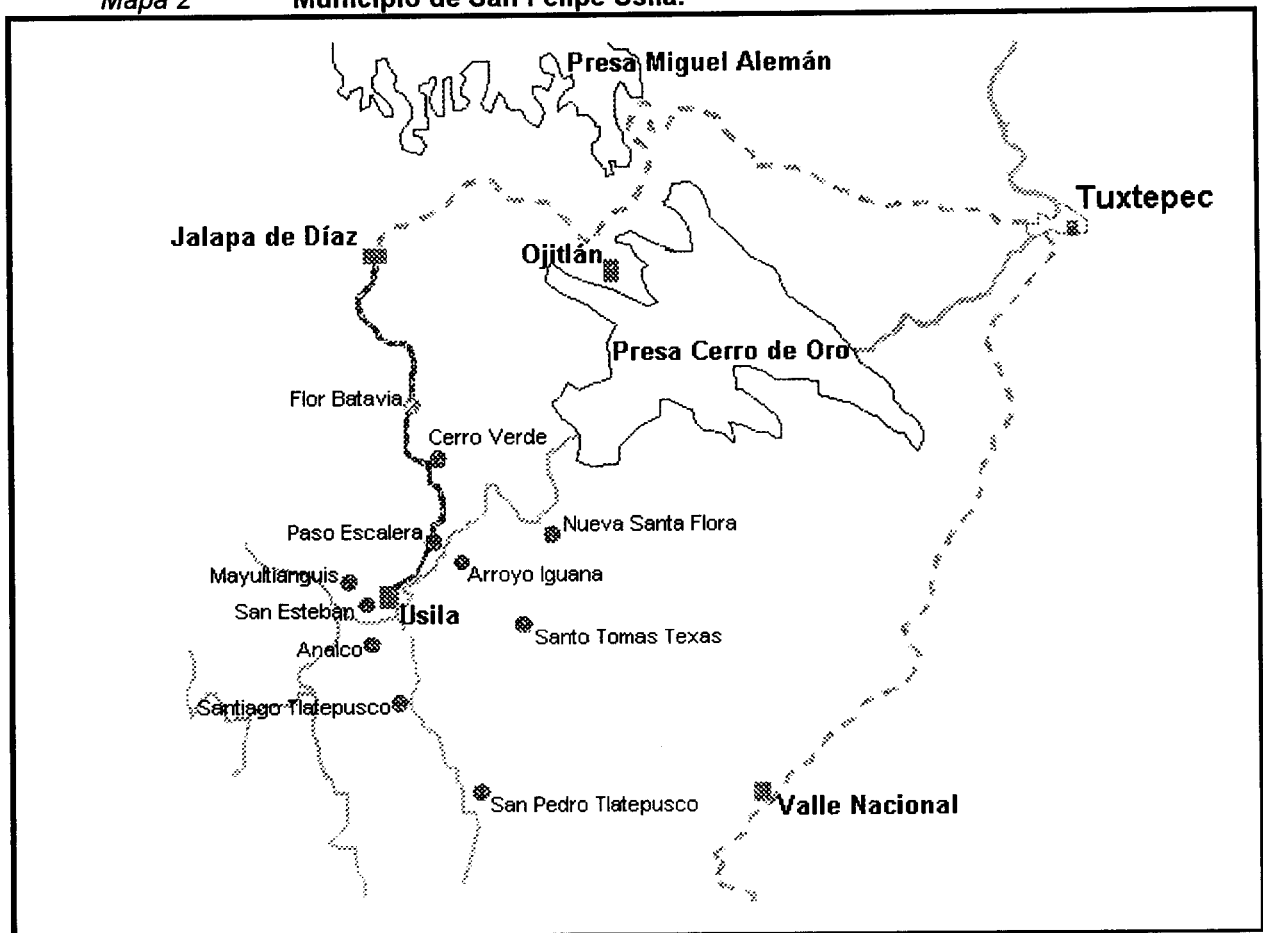 Mapa 2 Municipio de San Felipe Usila.
Presa Miguel Alemán
Tuxtepec
Jalapa de Díaz
Ojitlán
Presa Cerro de Oro
Flor Batavia
Cerro Verde
Nueva Santa Flora
Paso Escalera
Arroyo Iguana
Mayultianguis
San Esteban
Usila
Santo Tomas Texas
Analco
Santiago Tlatepusco
San Pedro Tlatepusco
Valle Nacional